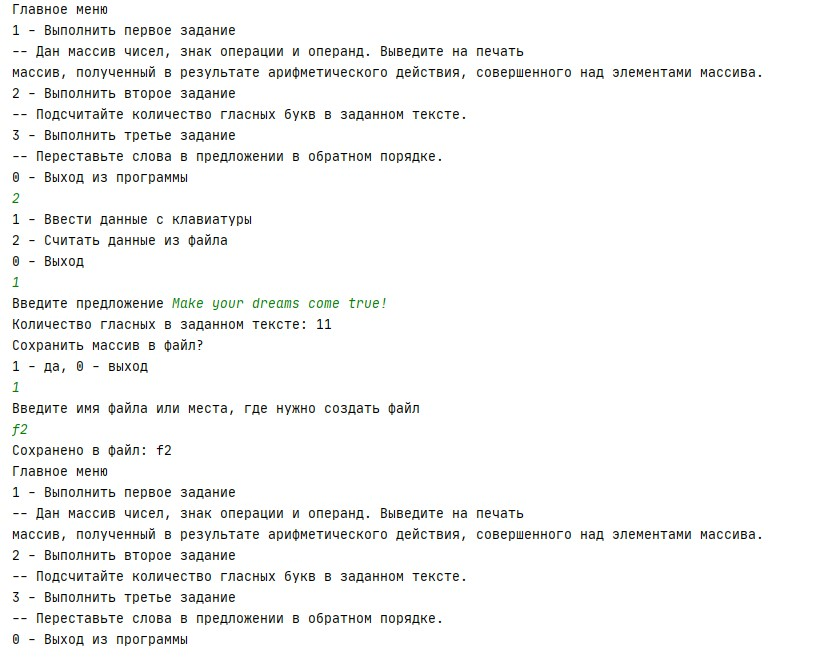 Главное меню
1 - Выполнить первое задание
-- Дан массив чисел, знак операции и операнд. Выведите на печать
массив, полученный в результате арифметического действия, совершенного над элементами массива.
2 - Выполнить второе задание
-- Подсчитайте количество гласных букв в заданном тексте.
3 - Выполнить третье задание
-- Переставьте слова в предложении в обратном порядке.
0 - Выход из программы
2
1 - Ввести данные с клавиатуры
2 - Считать данные из файла
0 - Выход
1
Введите предложение Make your dreams come true!
Количество гласных в заданном тексте: 11
Сохранить массив в файл?
1 - да, 0 - выход
1
Введите имя файла или места, где нужно создать файл
f2
Сохранено в файл: f2
Главное меню
1 - Выполнить первое задание
-- Дан массив чисел, знак операции и операнд. Выведите на печать
массив, полученный в результате арифметического действия, совершенного над элементами массива.
2 - Выполнить второе задание
-- Подсчитайте количество гласных букв в заданном тексте.
3 - Выполнить третье задание
-- Переставьте слова в предложении в обратном порядке.
0 - Выход из программы